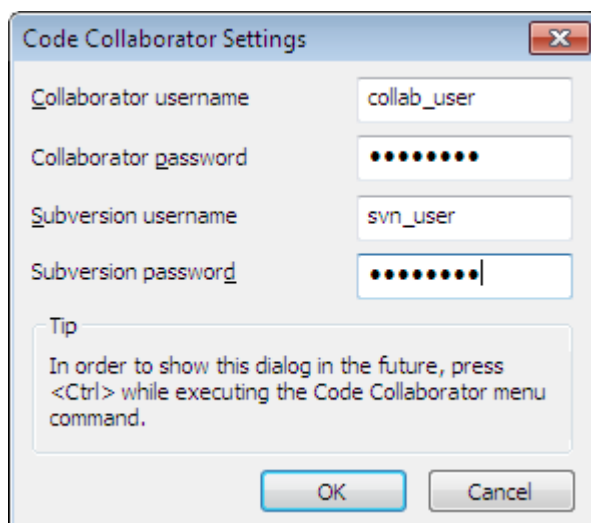 Code Collaborator Settings
Collaborator username collab_user
Collaborator password ●●●●●●●●
Subversion username svn_user
Subversion password ●●●●●●●●
Tip
In order to show this dialog in the future, press
<Ctrl> while executing the Code Collaborator menu
command.
OK Cancel